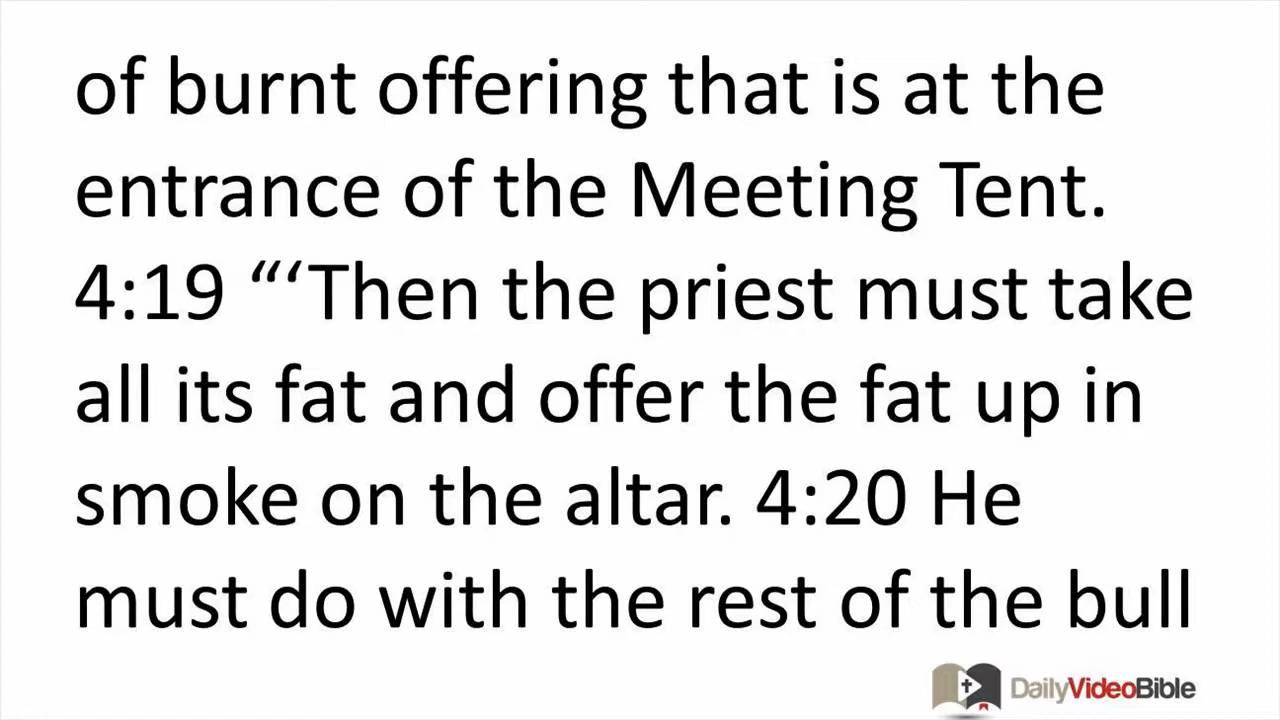 of burnt offering that is at the
entrance of the Meeting Tent.
4:19 “‘Then the priest must take
all its fat and offer the fat up in
smoke on the altar. 4:20 He
must do with the rest of the bull
DailyVideoBible